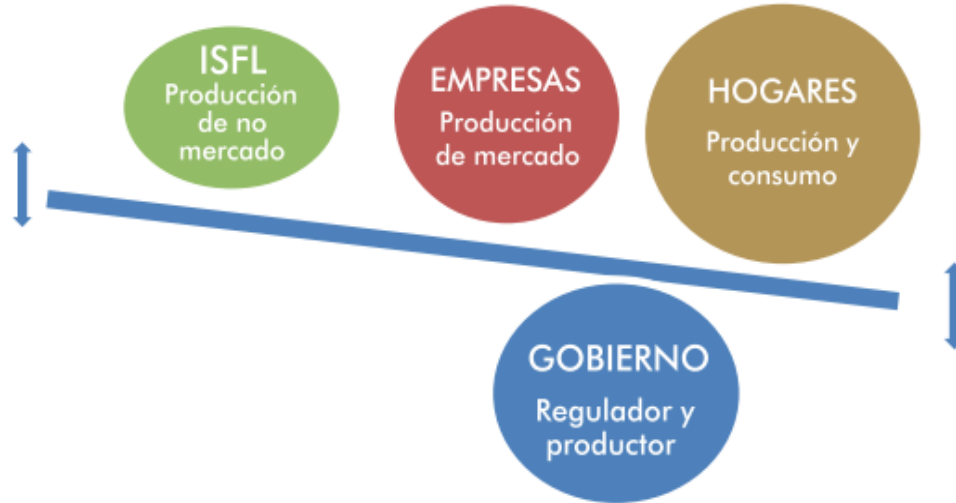 ISFL
Producción
de no
mercado
EMPRESAS
Producción
de mercado
HOGARES
Producción y
consumo
GOBIERNO
Regulador y
productor